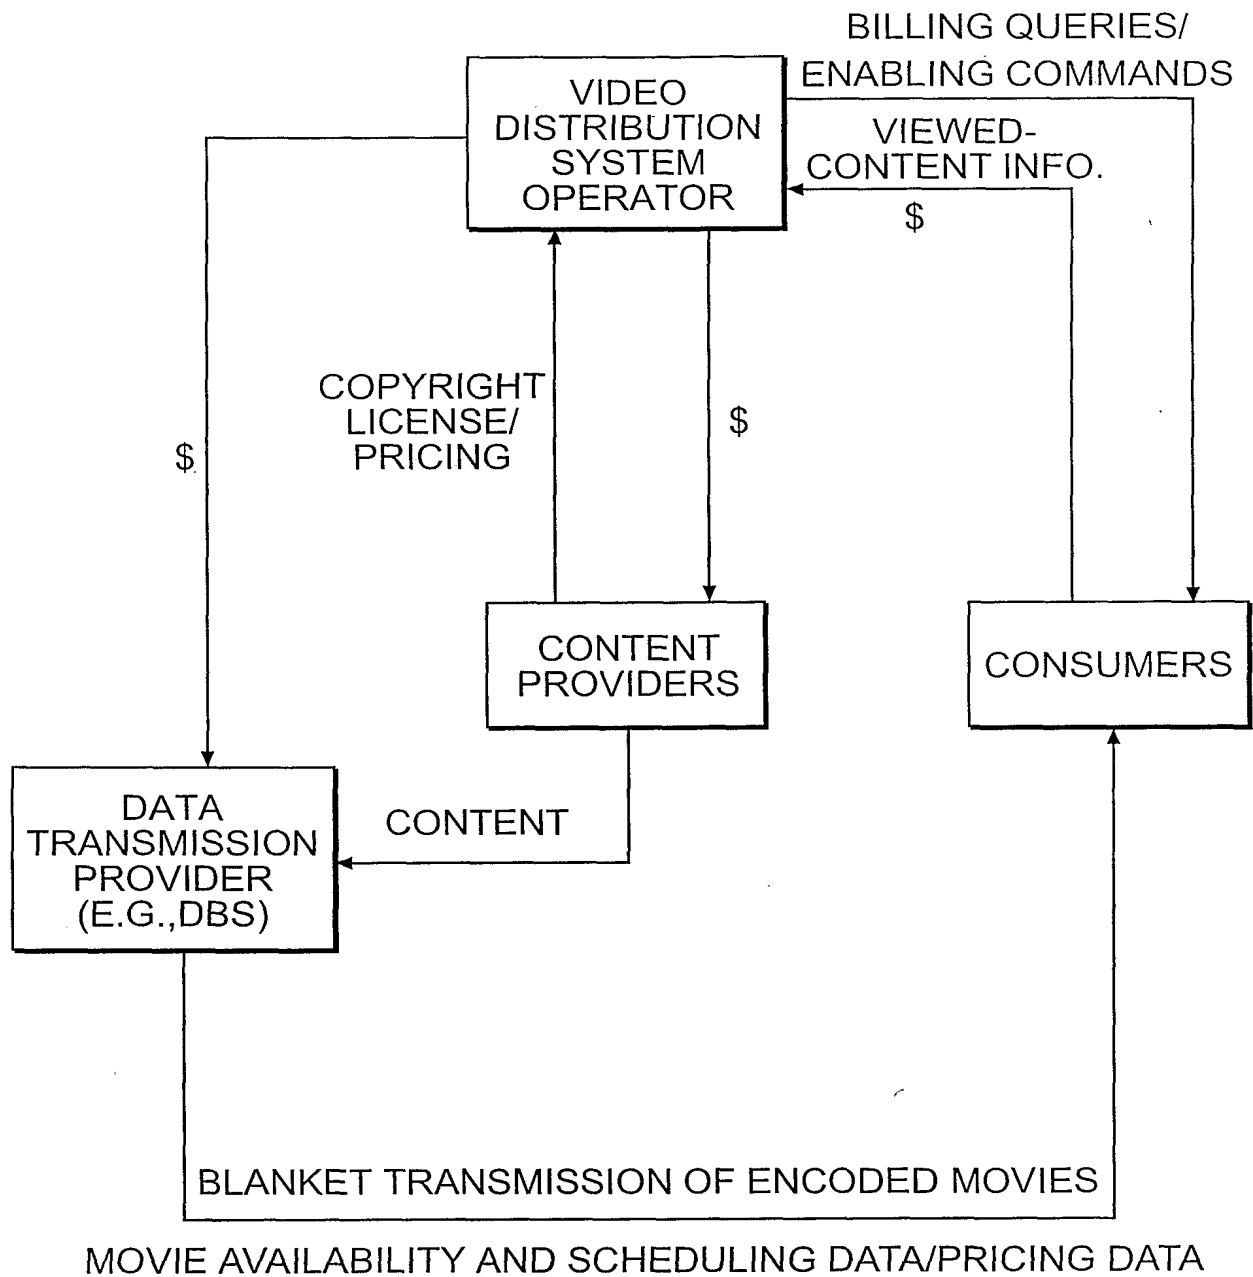 BILLING QUERIES/
ENABLING COMMANDS
VIDEO
DISTRIBUTION
SYSTEM
OPERATOR
VIEWED-
CONTENT INFO.
$
COPYRIGHT
LICENSE/
PRICING
$
$
CONTENT
PROVIDERS
CONSUMERS
DATA
TRANSMISSION
PROVIDER
(E.G.,DBS)
CONTENT
BLANKET TRANSMISSION OF ENCODED MOVIES
MOVIE AVAILABILITY AND SCHEDULING DATA/PRICING DATA